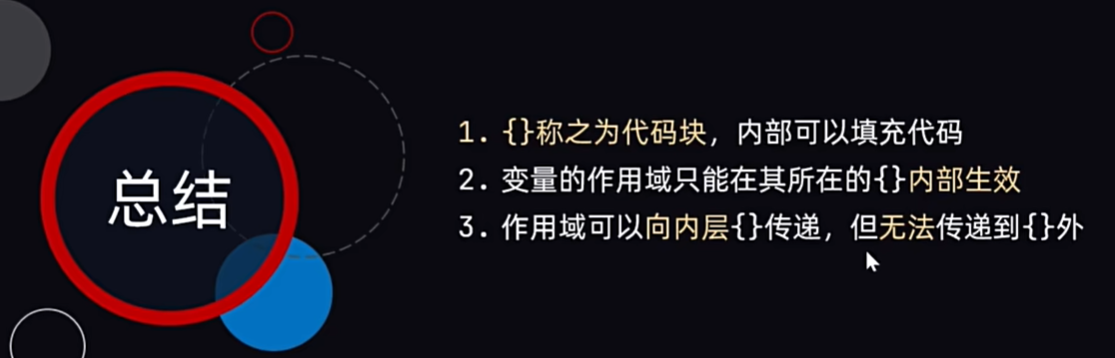 总结
1. {}称之为代码块，内部可以填充代码
2. 变量的作用域只能在其所在的{}内部生效
3. 作用域可以向内层{}传递，但无法传递到{}外